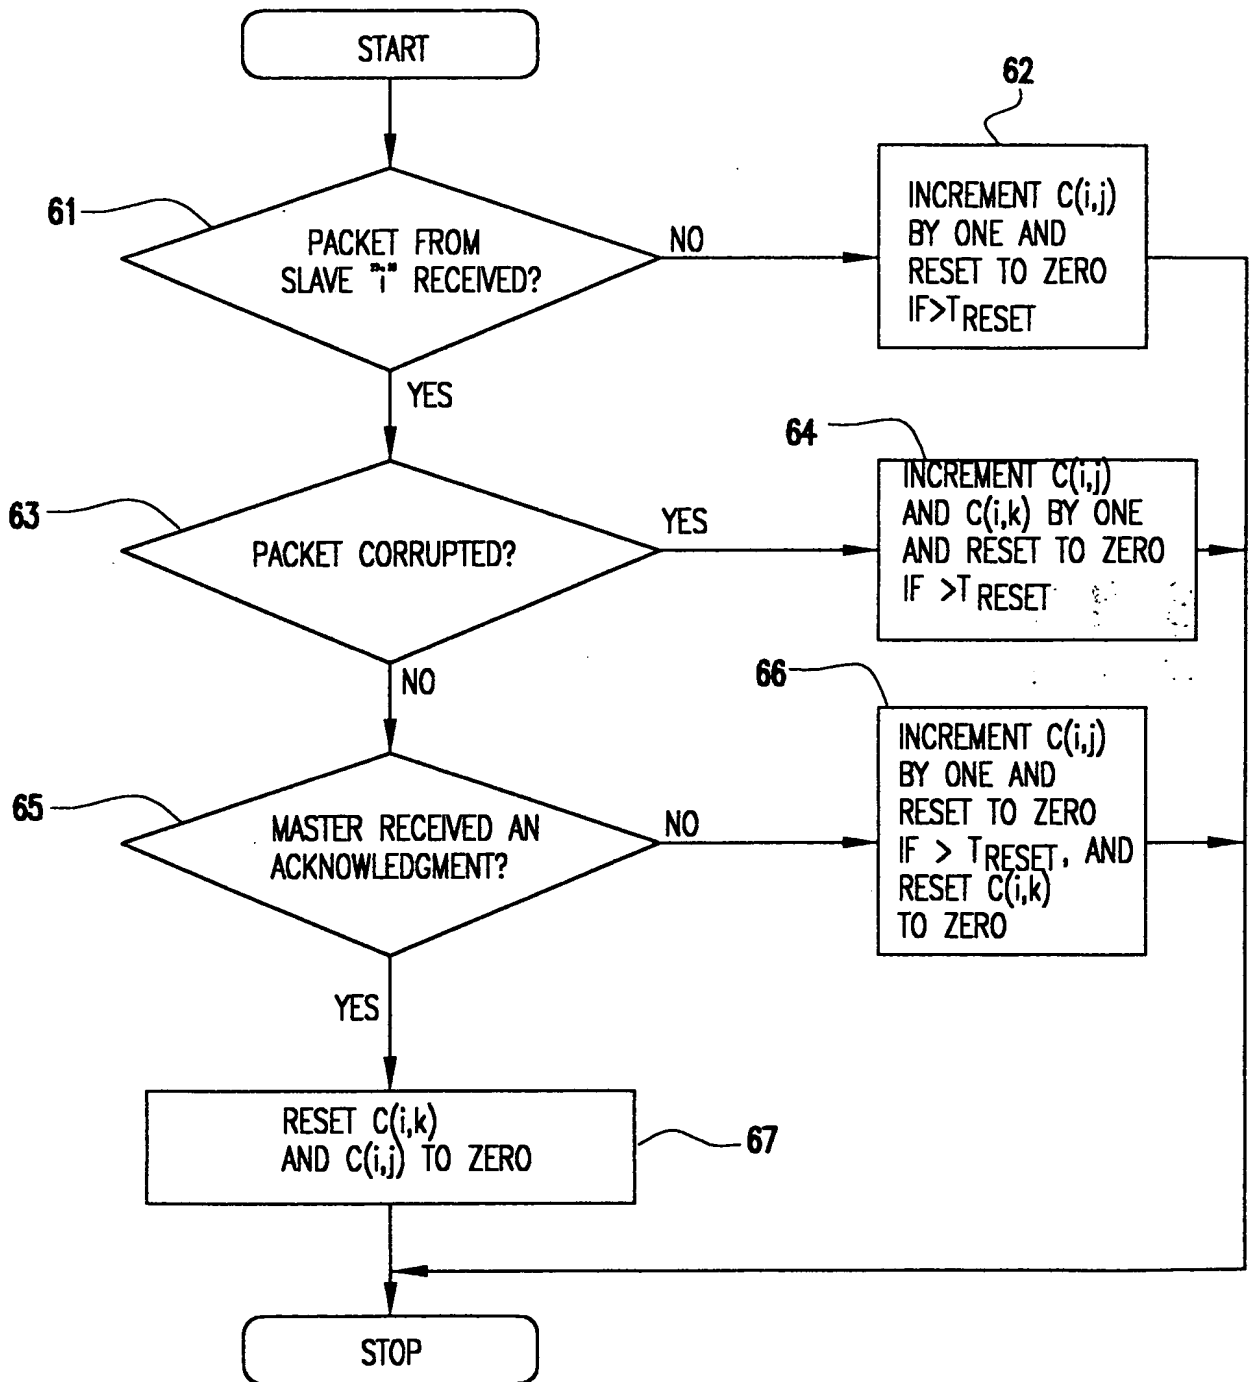 START
62
61
PACKET FROM
SLAVE "i" RECEIVED?
NO
INCREMENT C(i,j)
BY ONE AND
RESET TO ZERO
IF>TRESET
YES
64
63
PACKET CORRUPTED?
YES
INCREMENT C(i,j)
AND C(i,k) BY ONE
AND RESET TO ZERO
IF >TRESET
NO
66
65
MASTER RECEIVED AN
ACKNOWLEDGMENT?
NO
INCREMENT C(i,j)
BY ONE AND
RESET TO ZERO
IF > TRESET, AND
RESET C(i,k)
TO ZERO
YES
RESET C(i,k)
AND C(i,j) TO ZERO
67
STOP